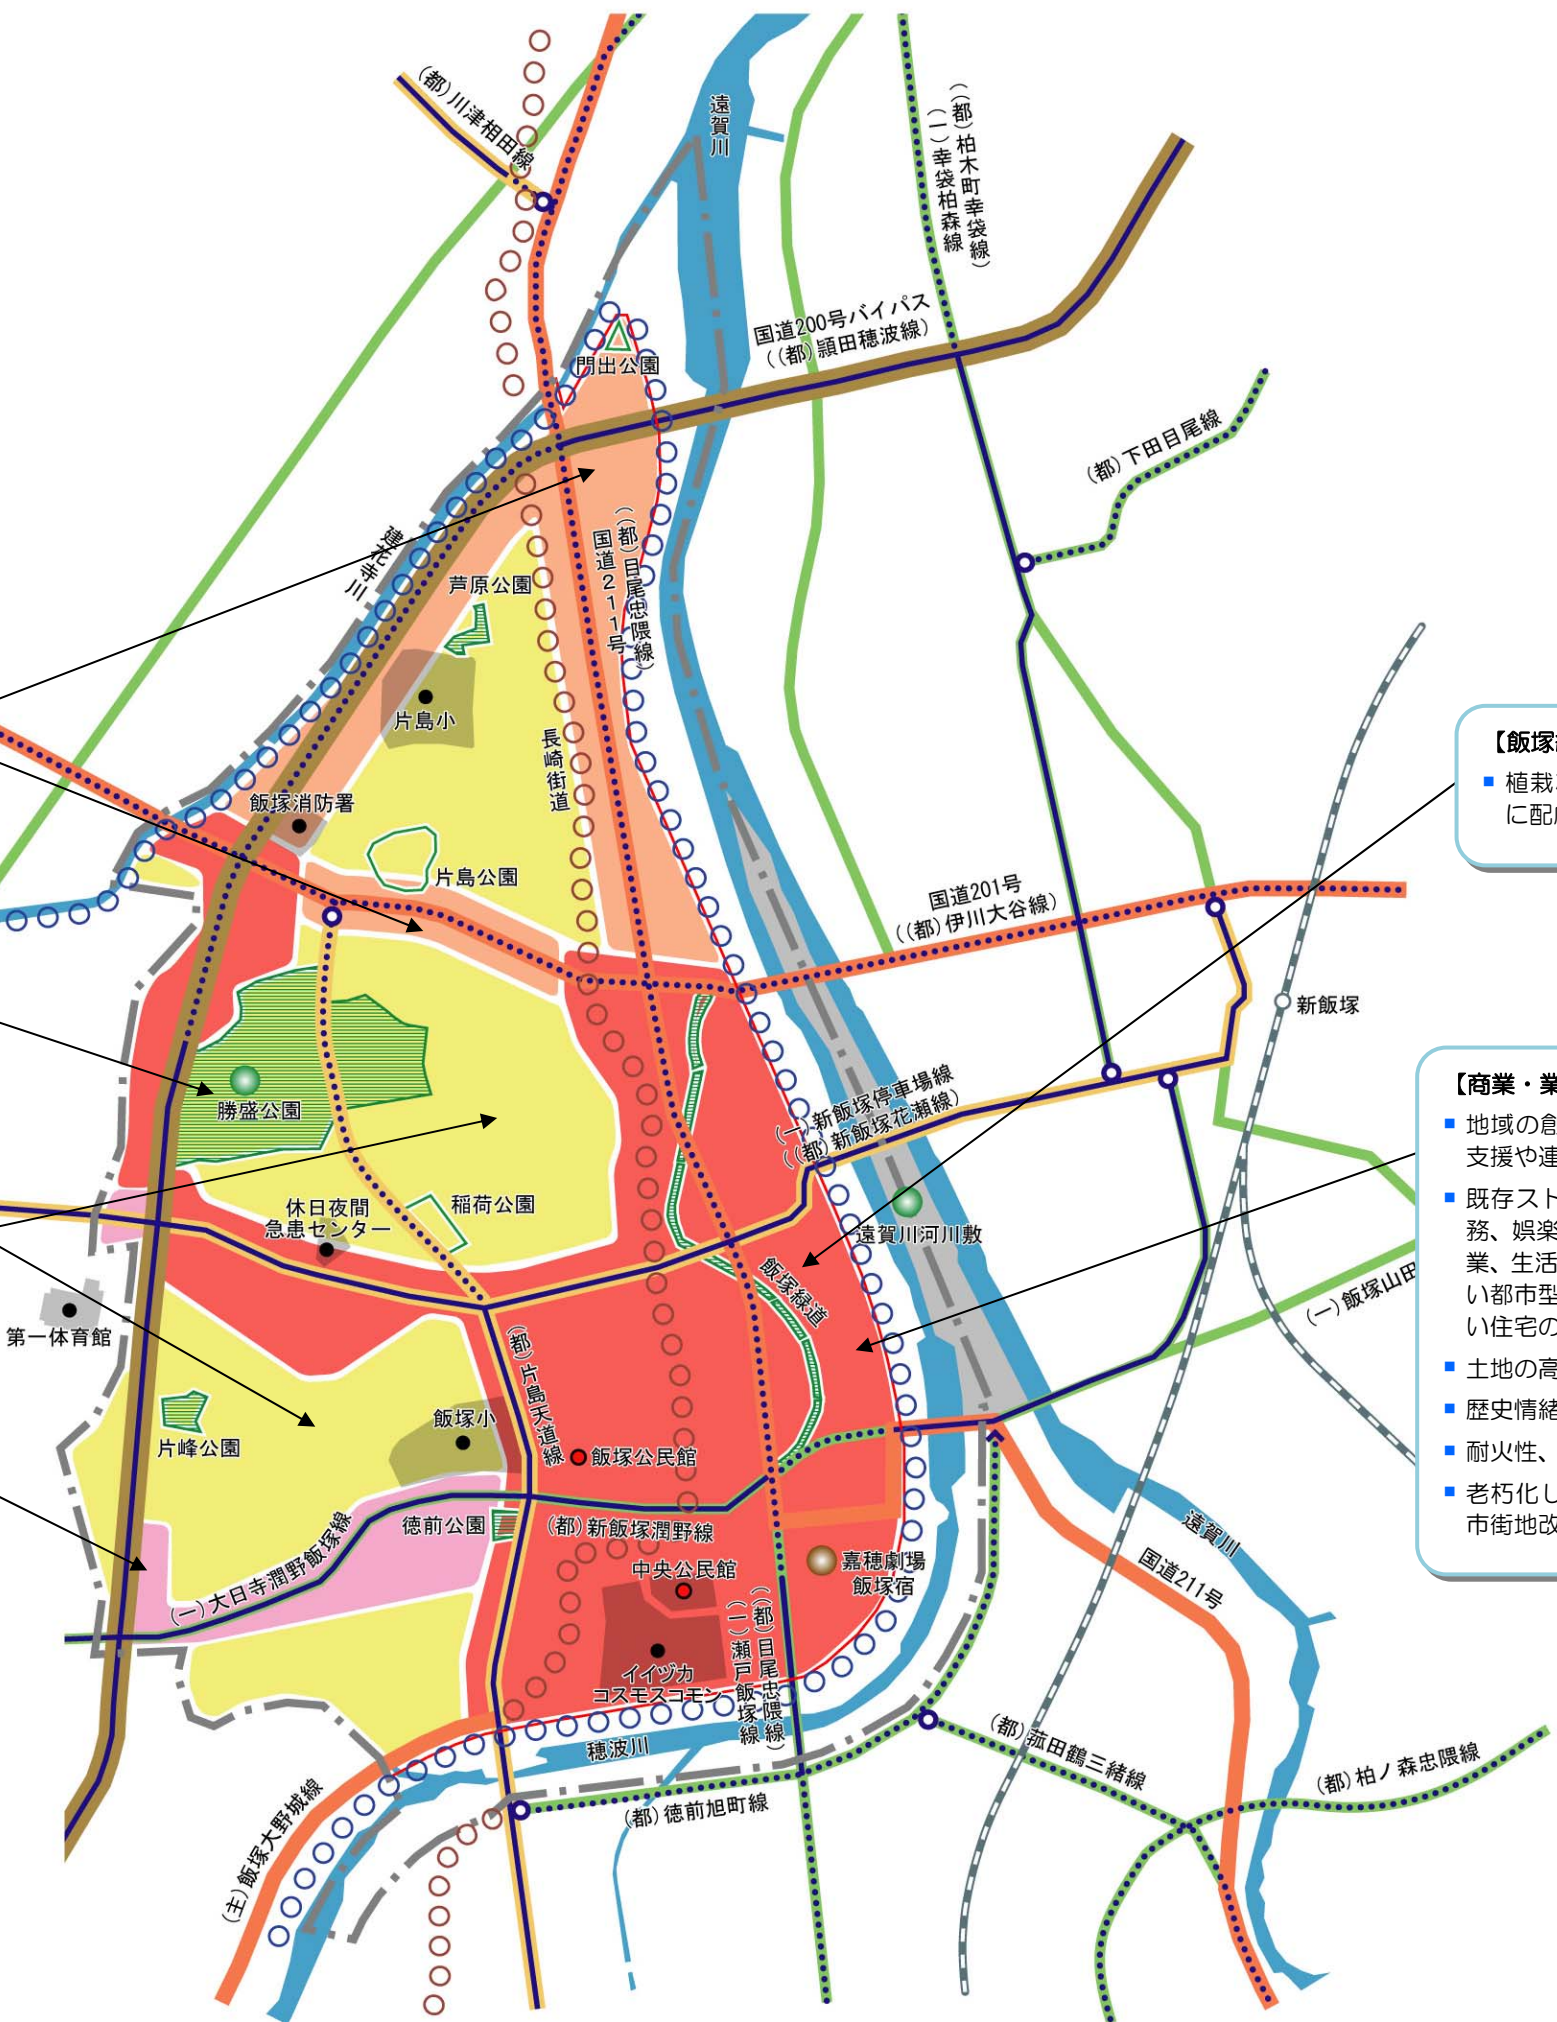 (都)川津相田線
遠賀川
((都)柏木町幸袋線)
(一)幸袋柏森線
国道200号バイパス
((都)頴田穂波線)
門出公園
(都)下田目尾線
建花寺川
((都)目尾忠隈線)
国道211号
芦原公園
片島小
長崎街道
【飯塚
植栽
に配
飯塚消防署
片島公園
国道201号
((都)伊川大谷線)
新飯塚
勝盛公園
(一)新飯塚停車場線
((都)新飯塚花瀬線)
【商業・業
地域の創
支援や連
既存スト
務、娯楽
業、生活
い都市型
い住宅の
土地の高
歴史情緒
耐火性、
老朽化し
市街地改
休日夜間
急患センター
稲荷公園
遠賀川河川敷
飯塚緑道
(一)飯塚山田
第一体育館
(都)片島天道線
飯塚小
片峰公園
飯塚公民館
徳前公園
(都)新飯塚潤野線
(一)大日寺潤野飯塚線
中央公民館
嘉穂劇場
飯塚宿
遠賀川
国道211号
((都)目尾忠隈線)
(一)瀬戸飯塚線
イイヅカ
コスモスコモン
穂波川
(都)菰田鶴三緒線
(都)柏ノ森忠隈線
(都)徳前旭町線
(主)飯塚大野城線